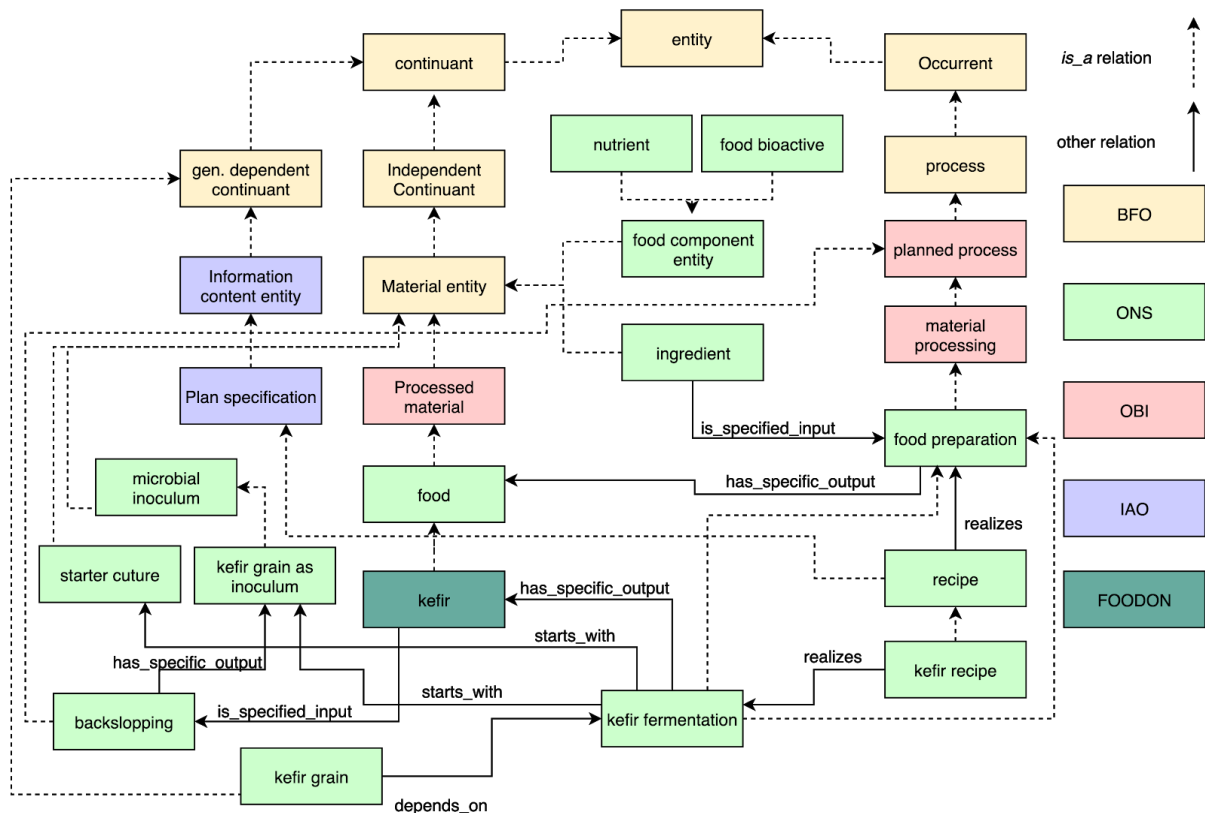 entity
continuant
Occurrent
is_a relation
other relation
nutrient
food bioactive
gen. dependent
continuant
Independent
Continuant
process
BFO
food component
entity
planned process
Information
content entity
Material entity
ONS
material
processing
ingredient
Plan specification
Processed
material
OBI
is_specified_input
food preparation
microbial
inoculum
food
has_specific_output
IAO
realizes
starter cuture
kefir grain as
inoculum
kefir
has_specific_output
recipe
FOODON
starts_with
has_specific_output
realizes
kefir recipe
starts_with
backslopping
is_specified_input
kefir fermentation
kefir grain
depends_on